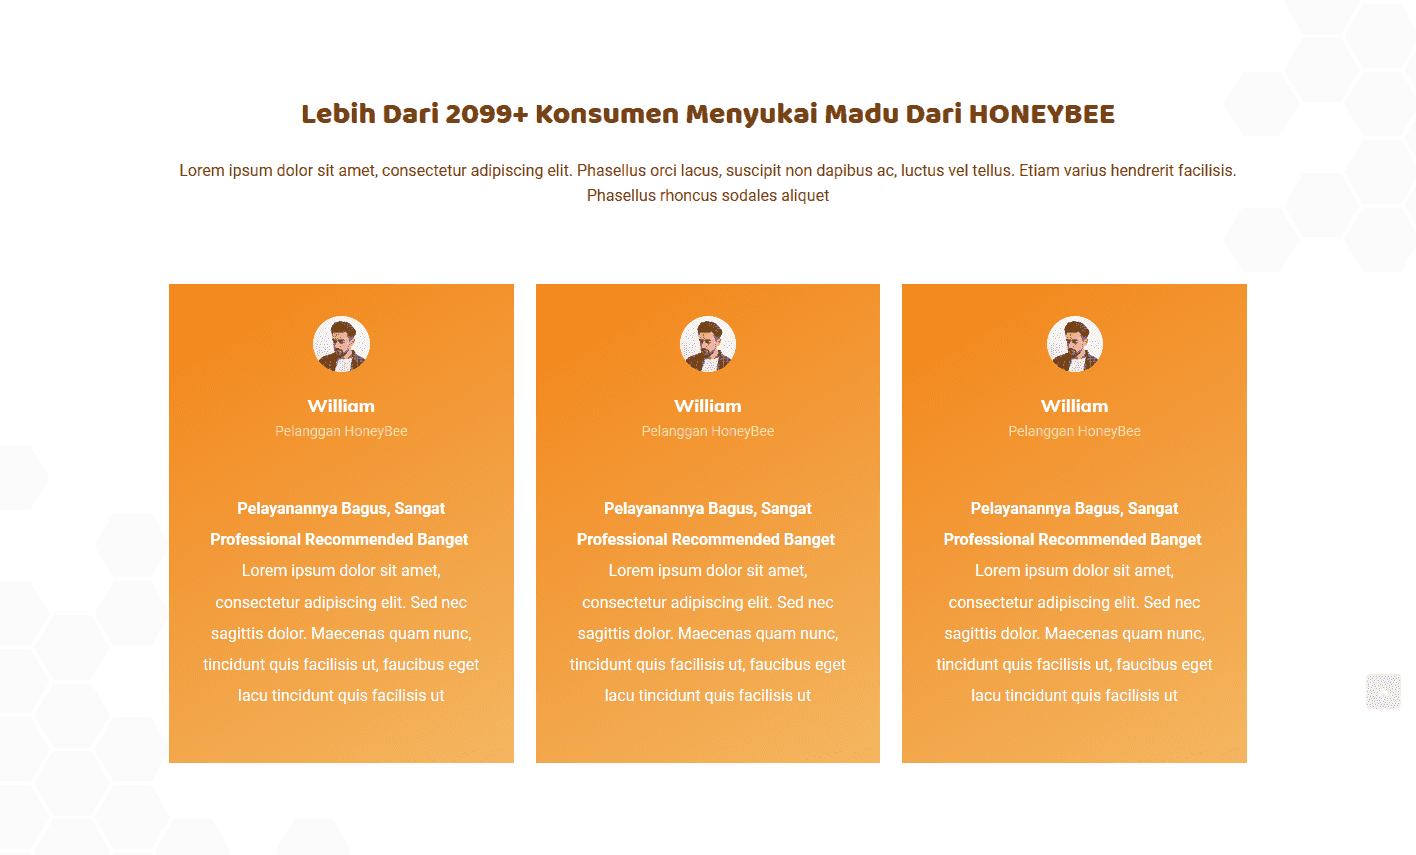 Lebih Dari 2099+ Konsumen Menyukai Madu Dari HONEYBEE
Lorem ipsum dolor sit amet, consectetur adipiscing elit. Phasellus orci lacus, suscipit non dapibus ac, luctus vel tellus. Etiam varius hendrerit facilisis.
Phasellus rhoncus sodales aliquet
William
Pelanggan HoneyBee
Pelayanannya Bagus, Sangat
Professional Recommended Banget
Lorem ipsum dolor sit amet,
consectetur adipiscing elit. Sed nec
sagittis dolor. Maecenas quam nunc,
tincidunt quis facilisis ut, faucibus eget
lacu tincidunt quis facilisis ut
William
Pelanggan HoneyBee
Pelayanannya Bagus, Sangat
Professional Recommended Banget
Lorem ipsum dolor sit amet,
consectetur adipiscing elit. Sed nec
sagittis dolor. Maecenas quam nunc,
tincidunt quis facilisis ut, faucibus eget
lacu tincidunt quis facilisis ut
William
Pelanggan HoneyBee
Pelayanannya Bagus, Sangat
Professional Recommended Banget
Lorem ipsum dolor sit amet,
consectetur adipiscing elit. Sed nec
sagittis dolor. Maecenas quam nunc,
tincidunt quis facilisis ut, faucibus eget
lacu tincidunt quis facilisis ut